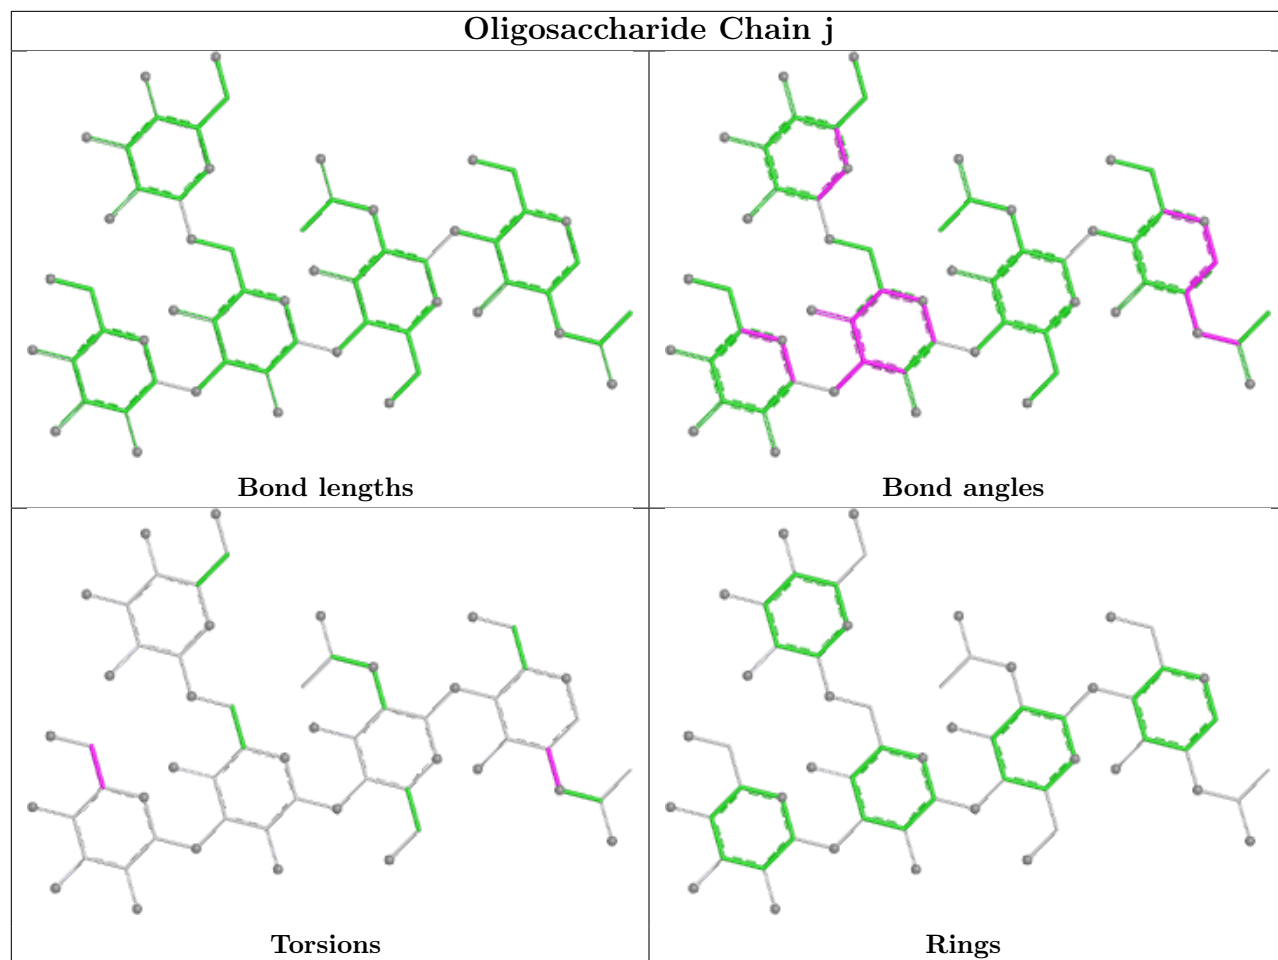 Oligosaccharide Chain j
Bond lengths
Bond angles
Torsions
Rings